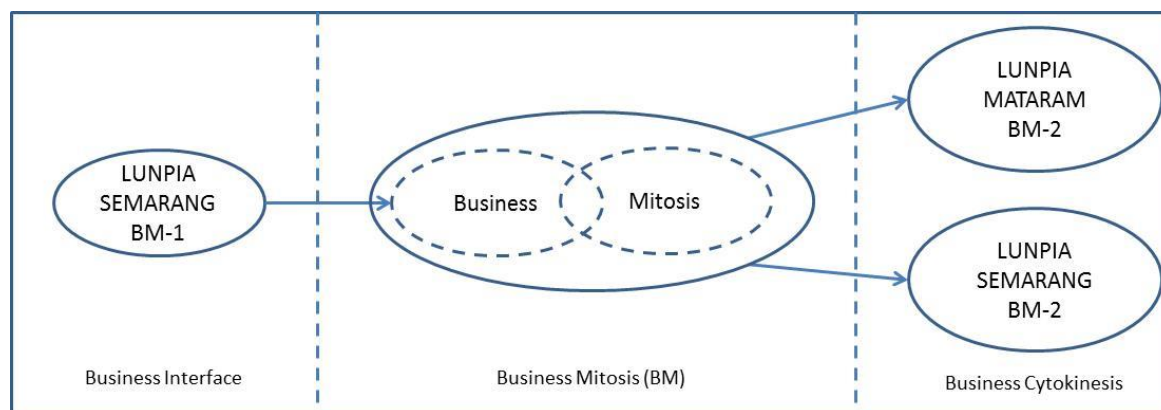 LUNPIA
SEMARANG
BM-1
Business Interface
Business
Mitosis
Business Mitosis (BM)
LUNPIA
MATARAM
BM-2
LUNPIA
SEMARANG
BM-2
Business Cytokinesis